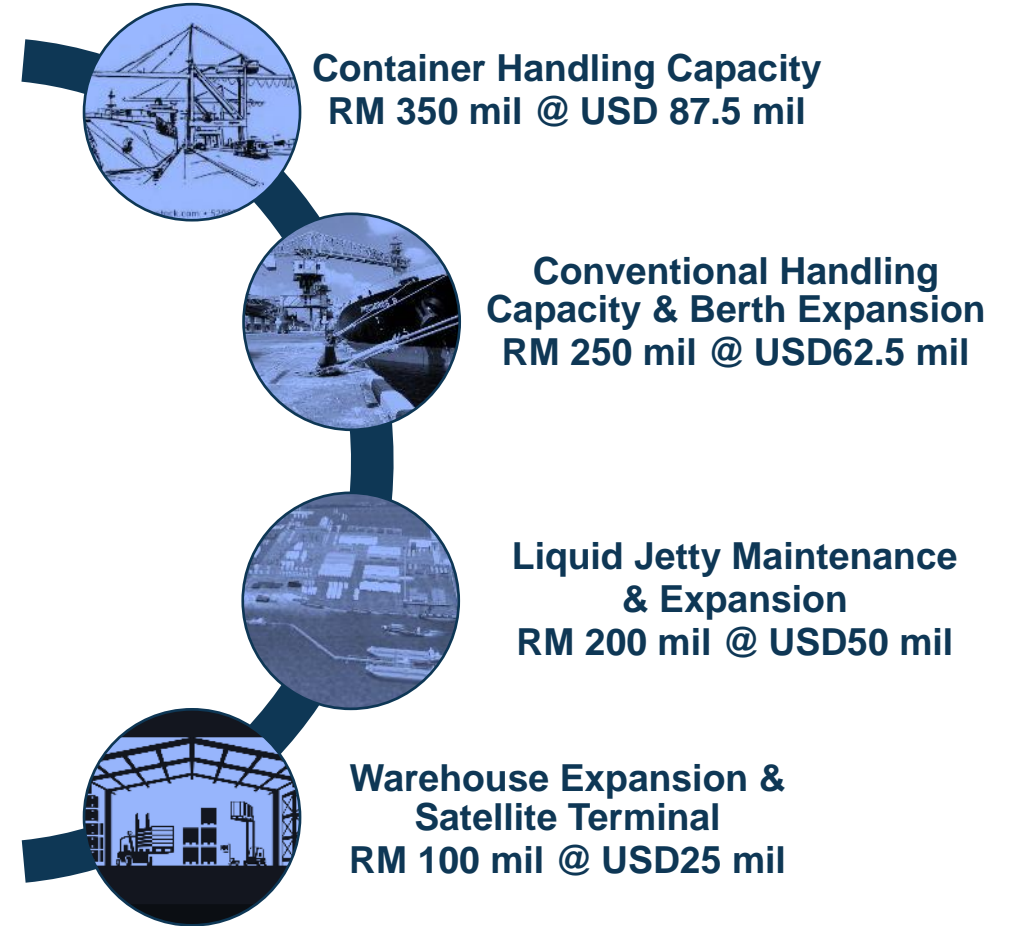 Container Handling Capacity
RM 350 mil @ USD 87.5 mil
Conventional Handling
Capacity & Berth Expansion
RM 250 mil @ USD62.5 mil
Liquid Jetty Maintenance
& Expansion
RM 200 mil @ USD50 mil
Warehouse Expansion &
Satellite Terminal
RM 100 mil @ USD25 mil